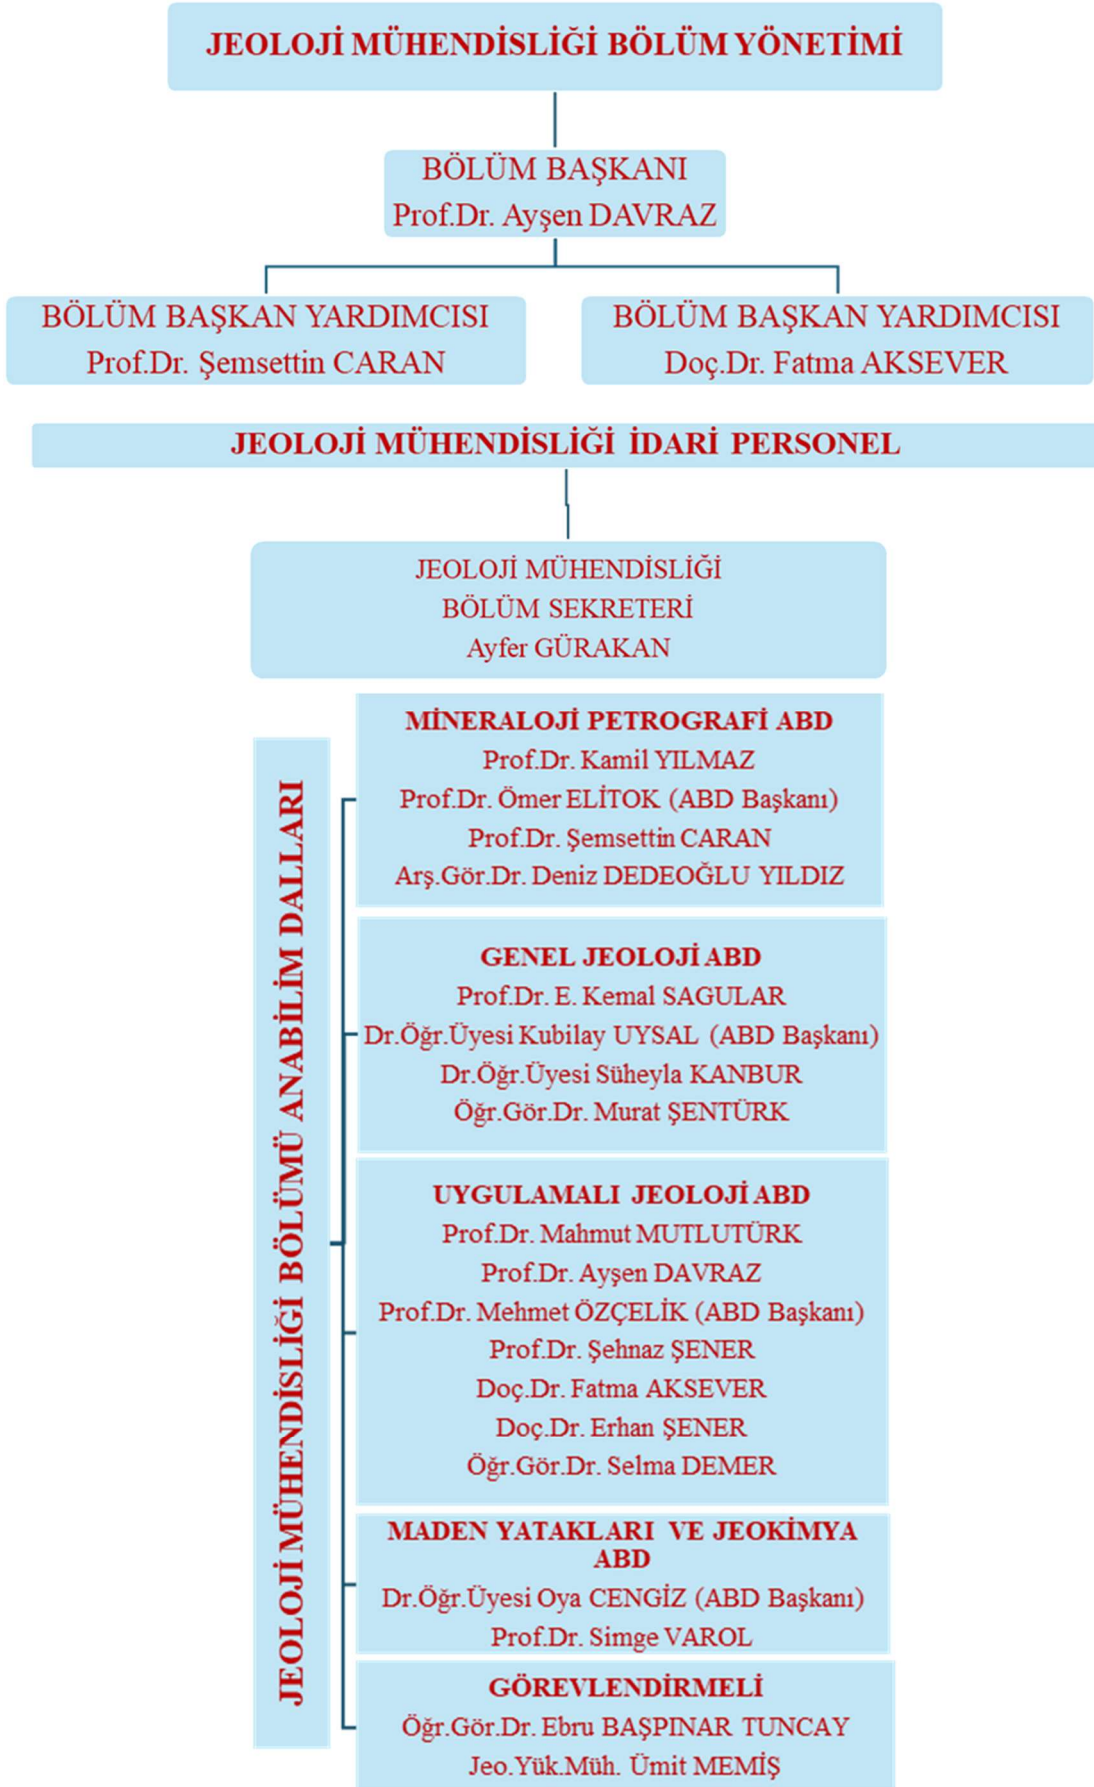 JEOLOJİ MÜHENDİSLİĞİ BÖLÜM YÖNETİMİ
BÖLÜM BAŞKANI
Prof.Dr. Ayşen DAVRAZ
BÖLÜM BAŞKAN YARDIMCISI
Prof.Dr. Şemsettin CARAN
BÖLÜM BAŞKAN YARDIMCISI
Doç.Dr. Fatma AKSEVER
JEOLOJİ MÜHENDİSLİĞİ İDARİ PERSONEL
JEOLOJİ MÜHENDİSLİĞİ
BÖLÜM SEKRETERİ
Ayfer GÜRAKAN
JEOLOJİ MÜHENDİSLİĞİ BÖLÜMÜ ANABİLİM DALLARI
MİNERALOJİ PETROGRAFİ ABD
Prof.Dr. Kamil YILMAZ
Prof.Dr. Ömer ELİTOK (ABD Başkanı)
Prof.Dr. Şemsettin CARAN
Arş.Gör.Dr. Deniz DEDEOĞLU YILDIZ
GENEL JEOLOJİ ABD
Prof.Dr. E. Kemal SAGULAR
Dr.Öğr.Üyesi Kubilay UYSAL (ABD Başkanı)
Dr.Öğr.Üyesi Süheyla KANBUR
Öğr.Gör.Dr. Murat ŞENTÜRK
UYGULAMALI JEOLOJİ ABD
Prof.Dr. Mahmut MUTLUTÜRK
Prof.Dr. Ayşen DAVRAZ
Prof.Dr. Mehmet ÖZÇELİK (ABD Başkanı)
Prof.Dr. Şehnaz ŞENER
Doç.Dr. Fatma AKSEVER
Doç.Dr. Erhan ŞENER
Öğr.Gör.Dr. Selma DEMER
MADEN YATAKLARI VE JEOKİMYA
ABD
Dr.Öğr.Üyesi Oya CENGİZ (ABD Başkanı)
Prof.Dr. Simge VAROL
GÖREVLENDİRMELİ
Öğr.Gör.Dr. Ebru BAŞPINAR TUNCAY
Jeo.Yük.Müh. Ümit MEMİŞ